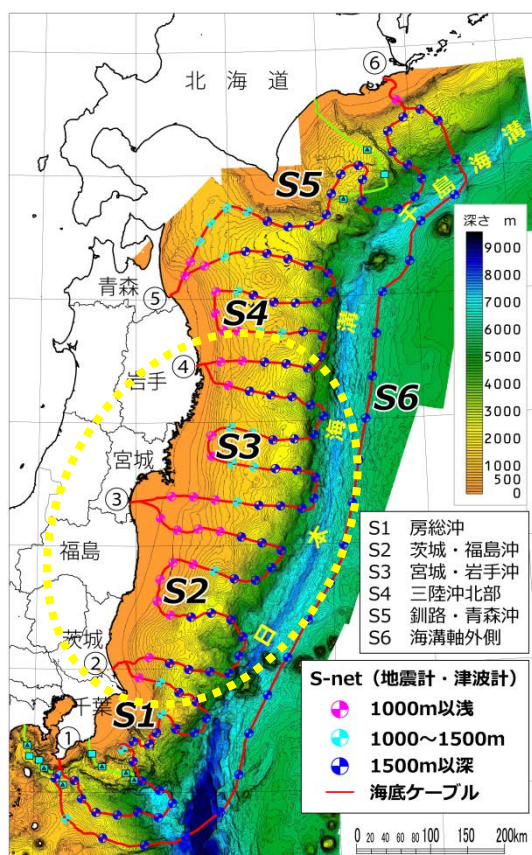 ⑥
北海道
S5
千島海溝
深さ m
9000
8000
7000
6000
5000
4000
3000
2000
1000
500
0
青森
⑤
S4
④
岩手
S6
S3
宮城
③
福島
日本海溝
S2
茨城
②
千葉
S1
①
S1 房総沖
S2 茨城・福島沖
S3 宮城・岩手沖
S4 三陸沖北部
S5 釧路・青森沖
S6 海溝軸外側
S-net（地震計・津波計）
1000m以浅
1000～1500m
1500m以深
海底ケーブル
0 20 40 60 80 100 150 200km